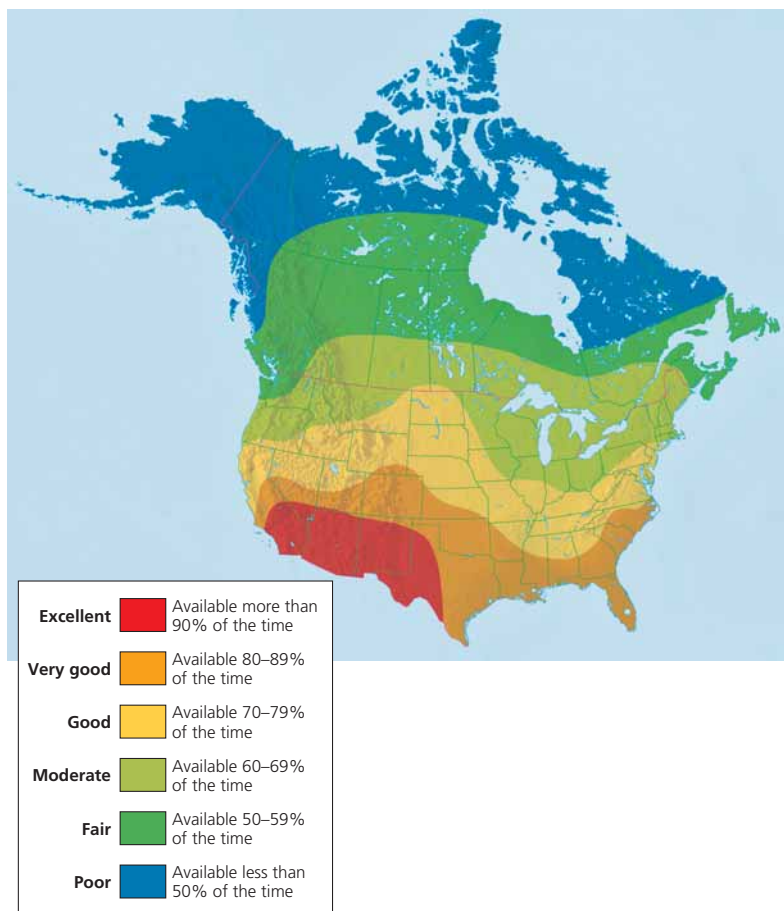 Excellent
Available more than
90% of the time
Very good
Available 80–89%
of the time
Good
Available 70–79%
of the time
Moderate
Available 60–69%
of the time
Fair
Available 50–59%
of the time
Poor
Available less than
50% of the time